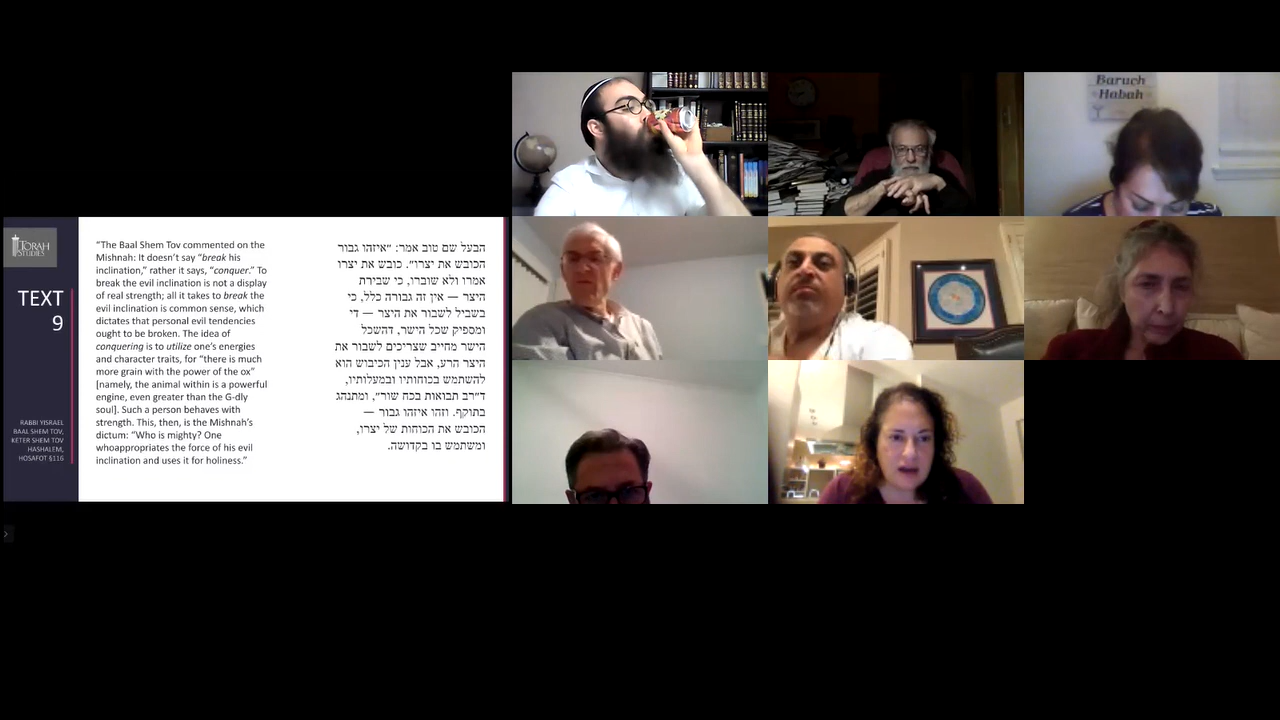 TORAH
STUDIES
TEXT
9
RABBI YISRAEL
BAAL SHEM TOV,
KETER SHEM TOV
HASHALEM,
HOSAFOT §116
"The Baal Shem Tov commented on the
Mishnah: It doesn't say "break his
inclination," rather it says, "conquer." To
break the evil inclination is not a display
of real strength; all it takes to break the
evil inclination is common sense, which
dictates that personal evil tendencies
ought to be broken. The idea of
conquering is to utilize one's energies
and character traits, for "there is much
more grain with the power of the ox"
[namely, the animal within is a powerful
engine, even greater than the G-dly
soul]. Such a person behaves with
strength. This, then, is the Mishnah's
dictum: "Who is mighty? One
whoappropriates the force of his evil
inclination and uses it for holiness."
הבעל שם טוב אמר: "איזהו גבור
הכובש את יצרו". כובש את יצרו
אמרו ולא שוברו, כי שבירת
היצר — אין זה גבורה כלל, כי
בשביל לשבור את היצר — די
ומספיק שכל הישר, דהשכל
הישר מחייב שצריכים לשבור את
היצר הרע, אבל ענין הכיבוש הוא
להשתמש בכוחותיו ובמעלותיו,
ד"רב תבואות בכח שור", ומתנהג
בתוקף. וזהו איזהו גבור —
הכובש את הכוחות של יצרו,
ומשתמש בו בקדושה.
Baruch
Habah